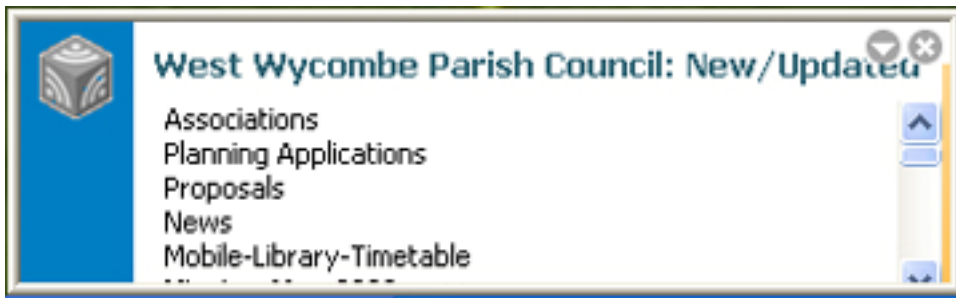 West Wycombe Parish Council: New/Updated
Associations
Planning Applications
Proposals
News
Mobile-Library-Timetable